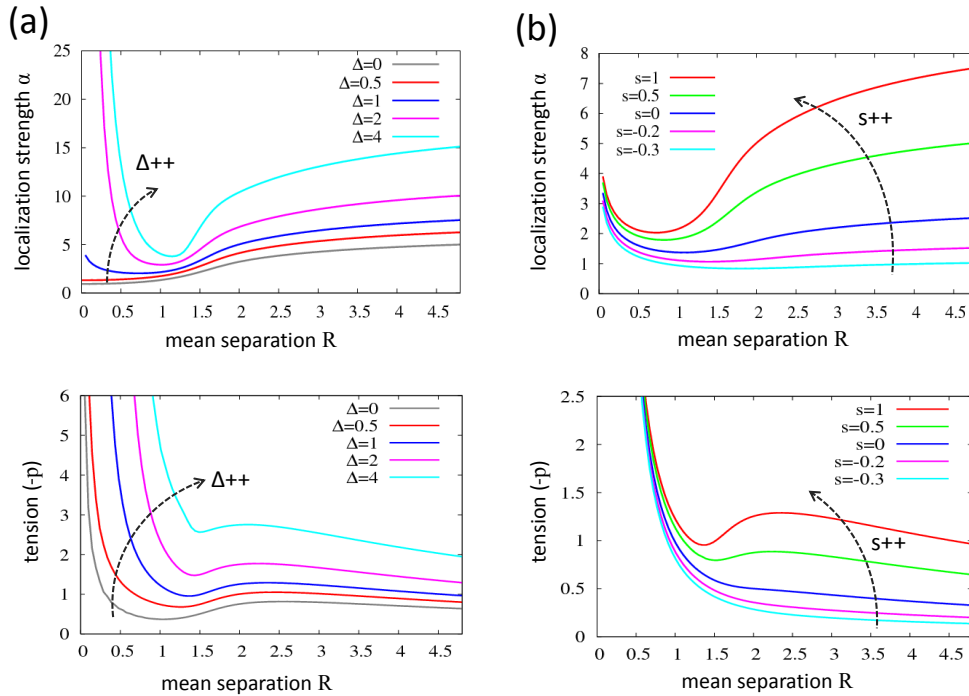 (a)
localization strength α
25
20
15
10
5
0
Δ=0
Δ=0.5
Δ=1
Δ=2
Δ=4
Δ++
0 0.5 1 1.5 2 2.5 3 3.5 4 4.5
mean separation R
(b)
localization strength α
8
7
6
5
4
3
2
1
0
s=1
s=0.5
s=0
s=-0.2
s=-0.3
s++
0 0.5 1 1.5 2 2.5 3 3.5 4 4.5
mean separation R
tension (-p)
6
5
4
3
2
1
0
Δ=0
Δ=0.5
Δ=1
Δ=2
Δ=4
Δ++
0 0.5 1 1.5 2 2.5 3 3.5 4 4.5
mean separation R
tension (-p)
2.5
2
1.5
1
0.5
0
s=1
s=0.5
s=0
s=-0.2
s=-0.3
s++
0 0.5 1 1.5 2 2.5 3 3.5 4 4.5
mean separation R